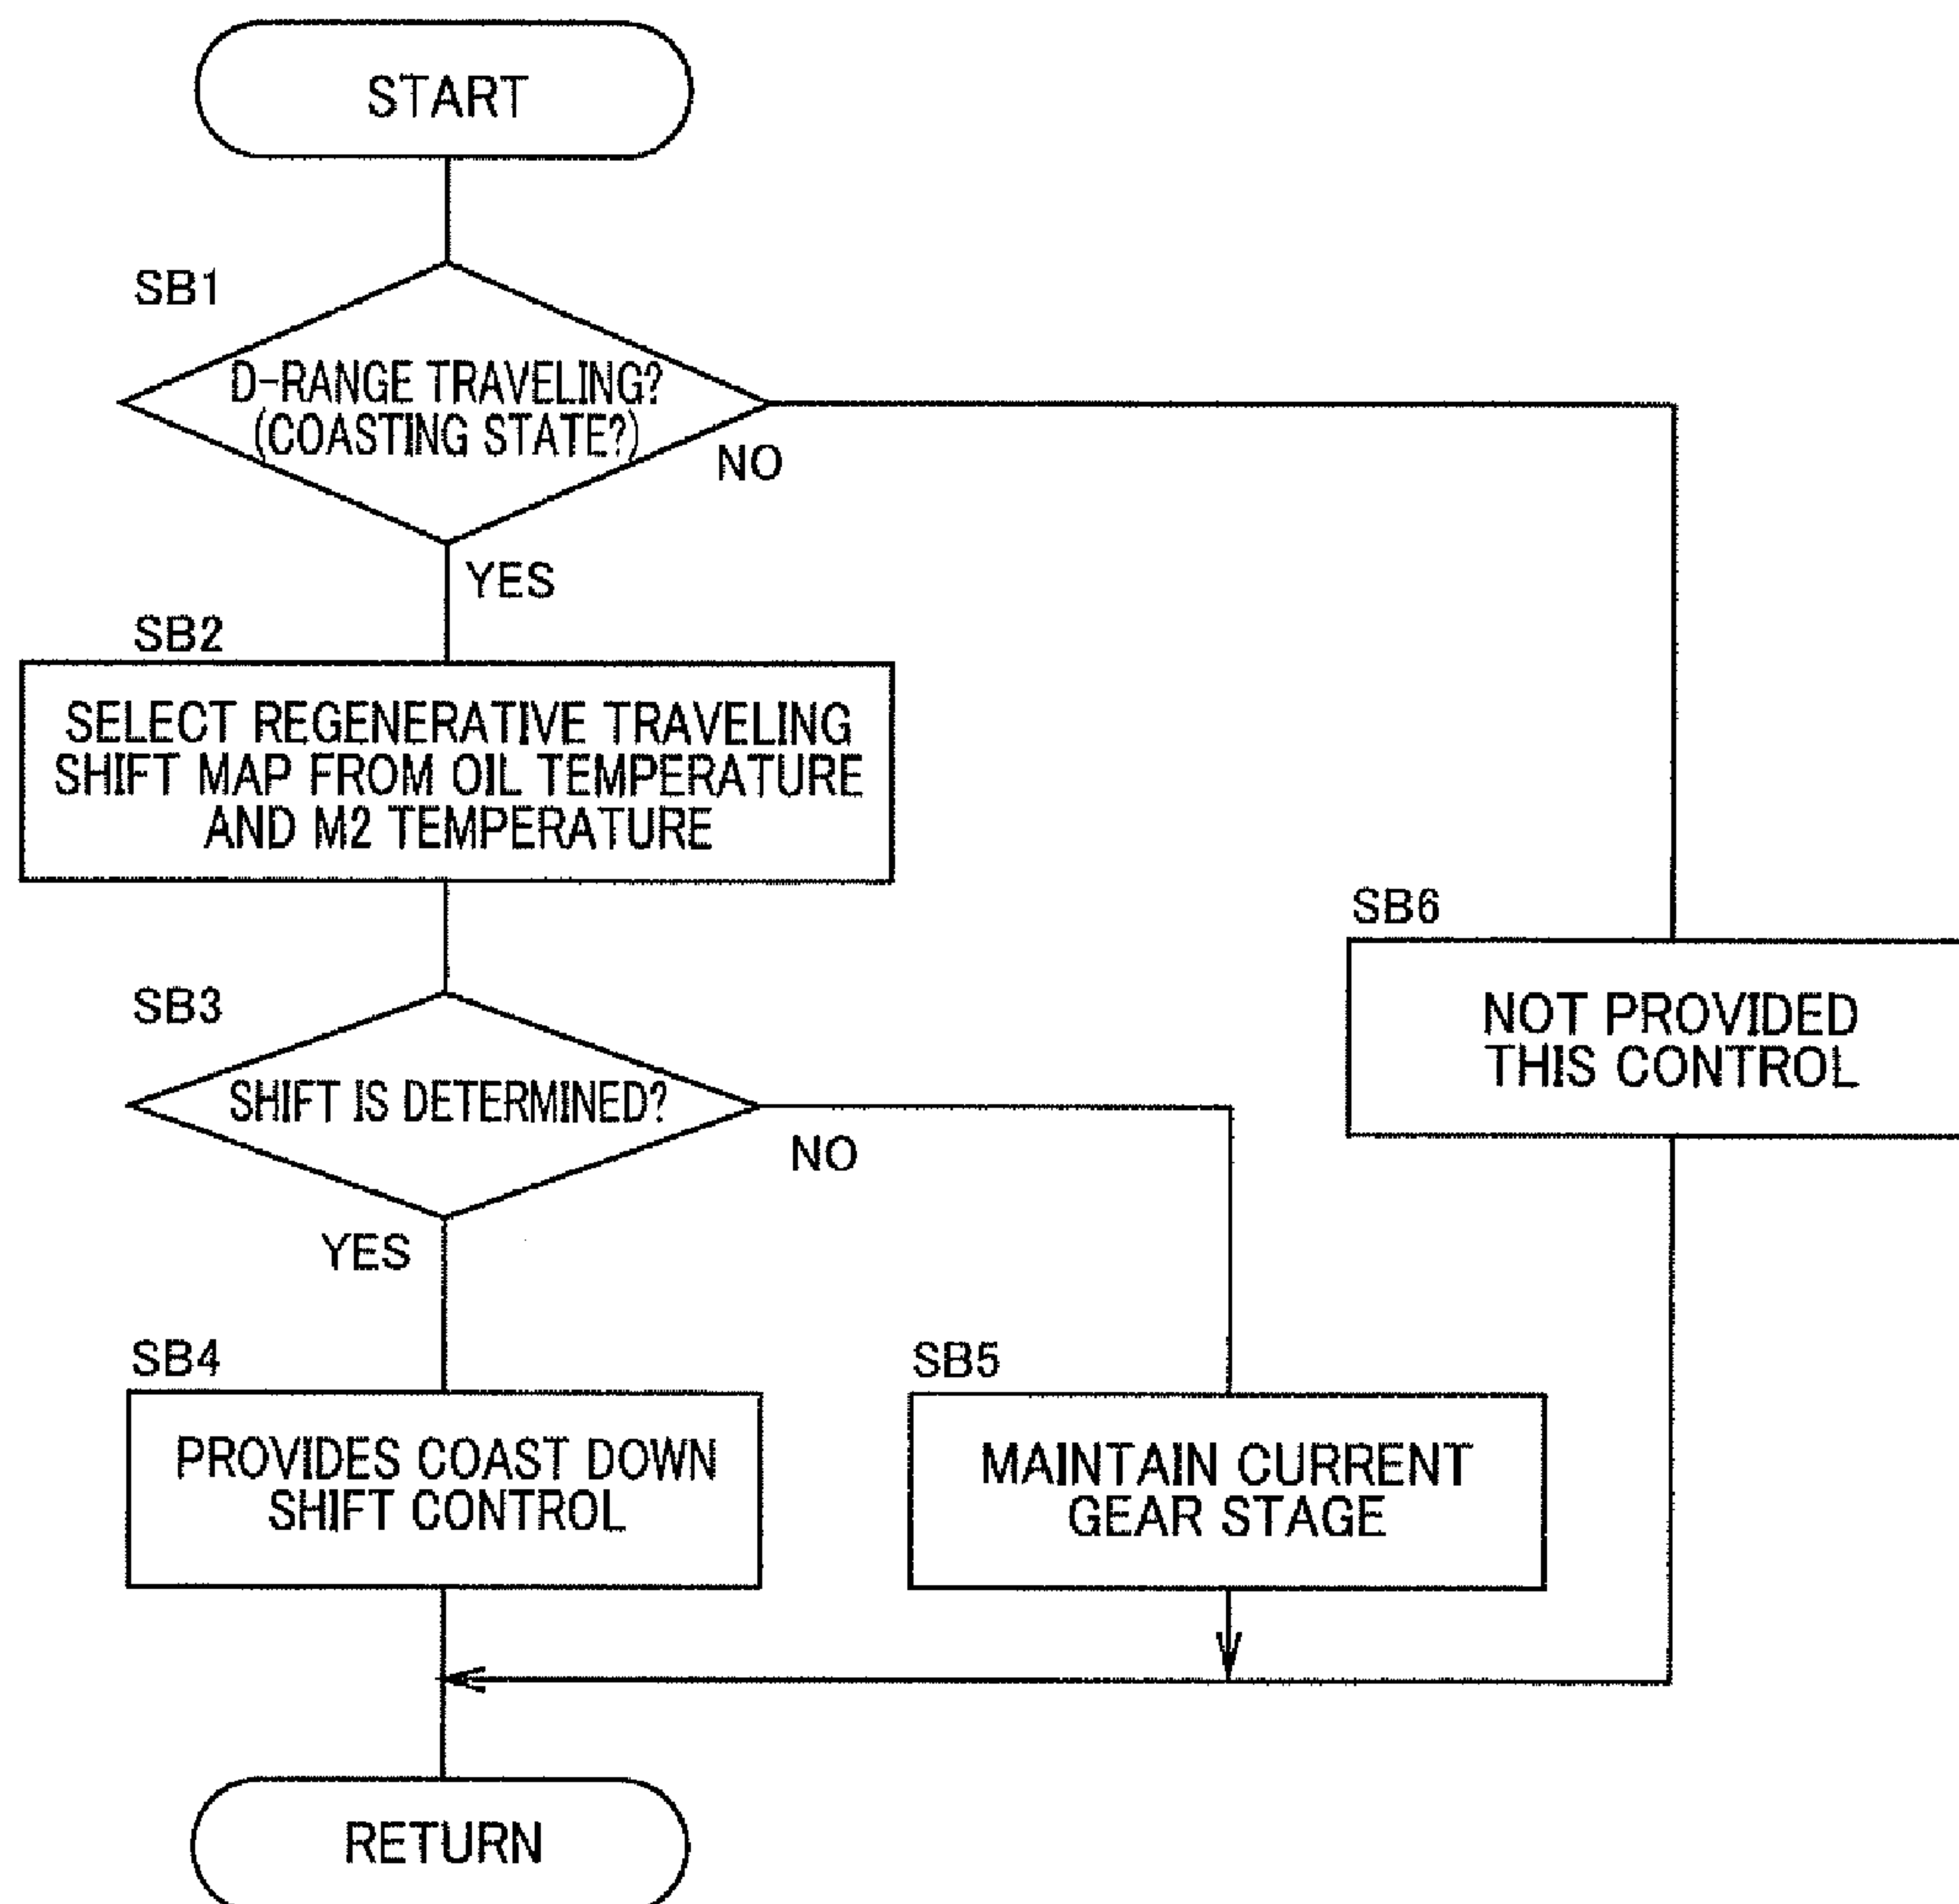 START
SB1
D-RANGE TRAVELING?
(COASTING STATE?)
NO
YES
SB2
SELECT REGENERATIVE TRAVELING
SHIFT MAP FROM OIL TEMPERATURE
AND M2 TEMPERATURE
SB6
NOT PROVIDED
THIS CONTROL
SB3
SHIFT IS DETERMINED?
NO
YES
SB4
PROVIDES COAST DOWN
SHIFT CONTROL
SB5
MAINTAIN CURRENT
GEAR STAGE
RETURN